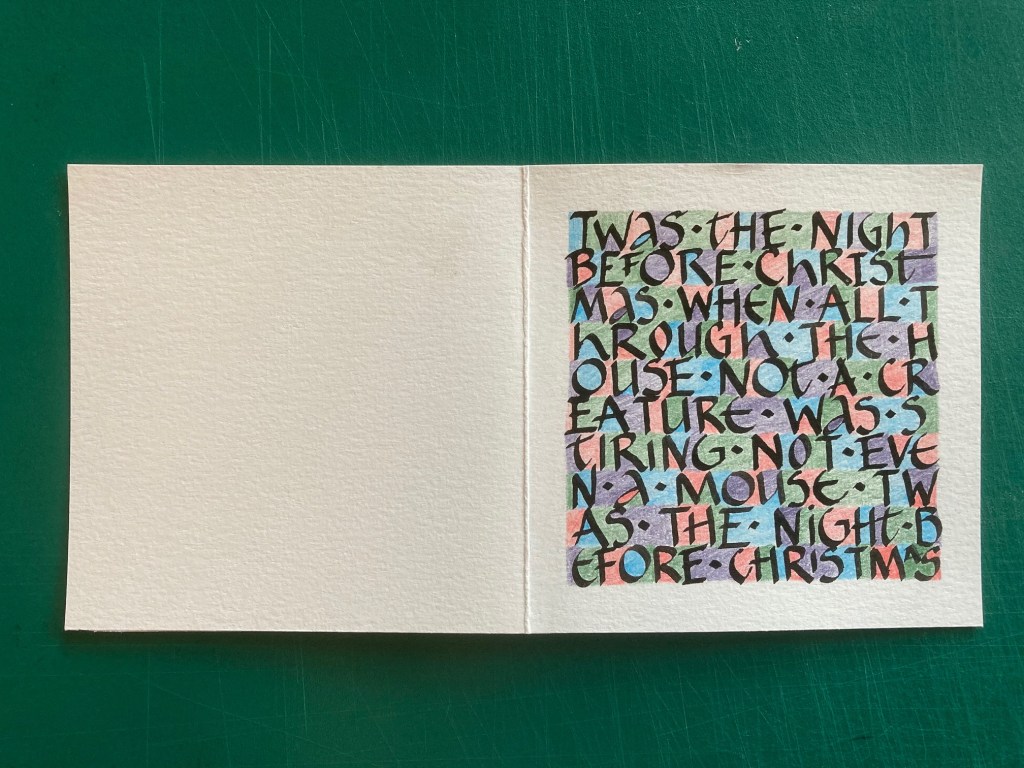 TWAS·tHE·NIGhT
BEFORE·ChRISt
Mas·WHEN·ALL·T
hROUGh·THE·H
OUSE·NOt·A·CR
EATURE·WaS·S
TIRING·NOT·EVE
N·A·MOUSE·TW
AS·THE·NiGHt·B
EFORE·CHRISTMAS